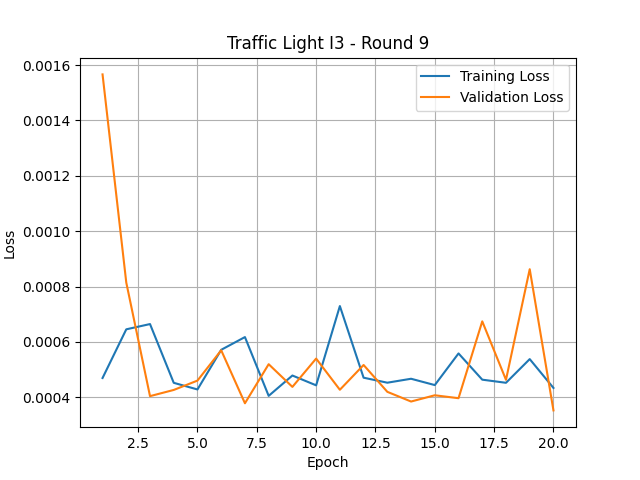 Traffic Light I3 - Round 9
Training Loss
Validation Loss
0.0016
0.0014
0.0012
0.0010
0.0008
0.0006
0.0004
Loss
2.5 5.0 7.5 10.0 12.5 15.0 17.5 20.0
Epoch